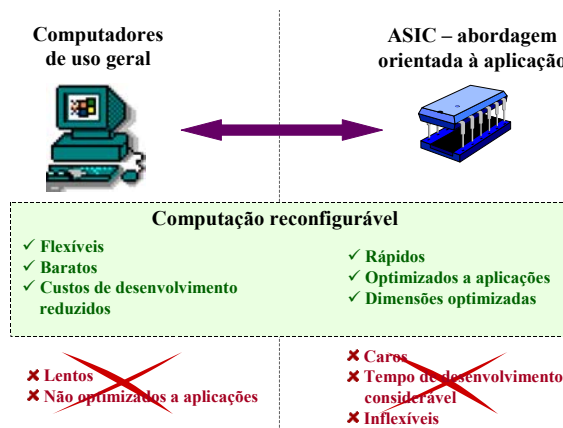 Computadores
de uso geral
ASIC – abordagem
orientada à aplicação
Computação reconfigurável
✓ Flexíveis
✓ Baratos
✓ Custos de desenvolvimento
reduzidos
✓ Rápidos
✓ Optimizados a aplicações
✓ Dimensões optimizadas
✘ Lentos
✘ Não optimizados a aplicações
✘ Caros
✘ Tempo de desenvolvimento
considerável
✘ Inflexíveis